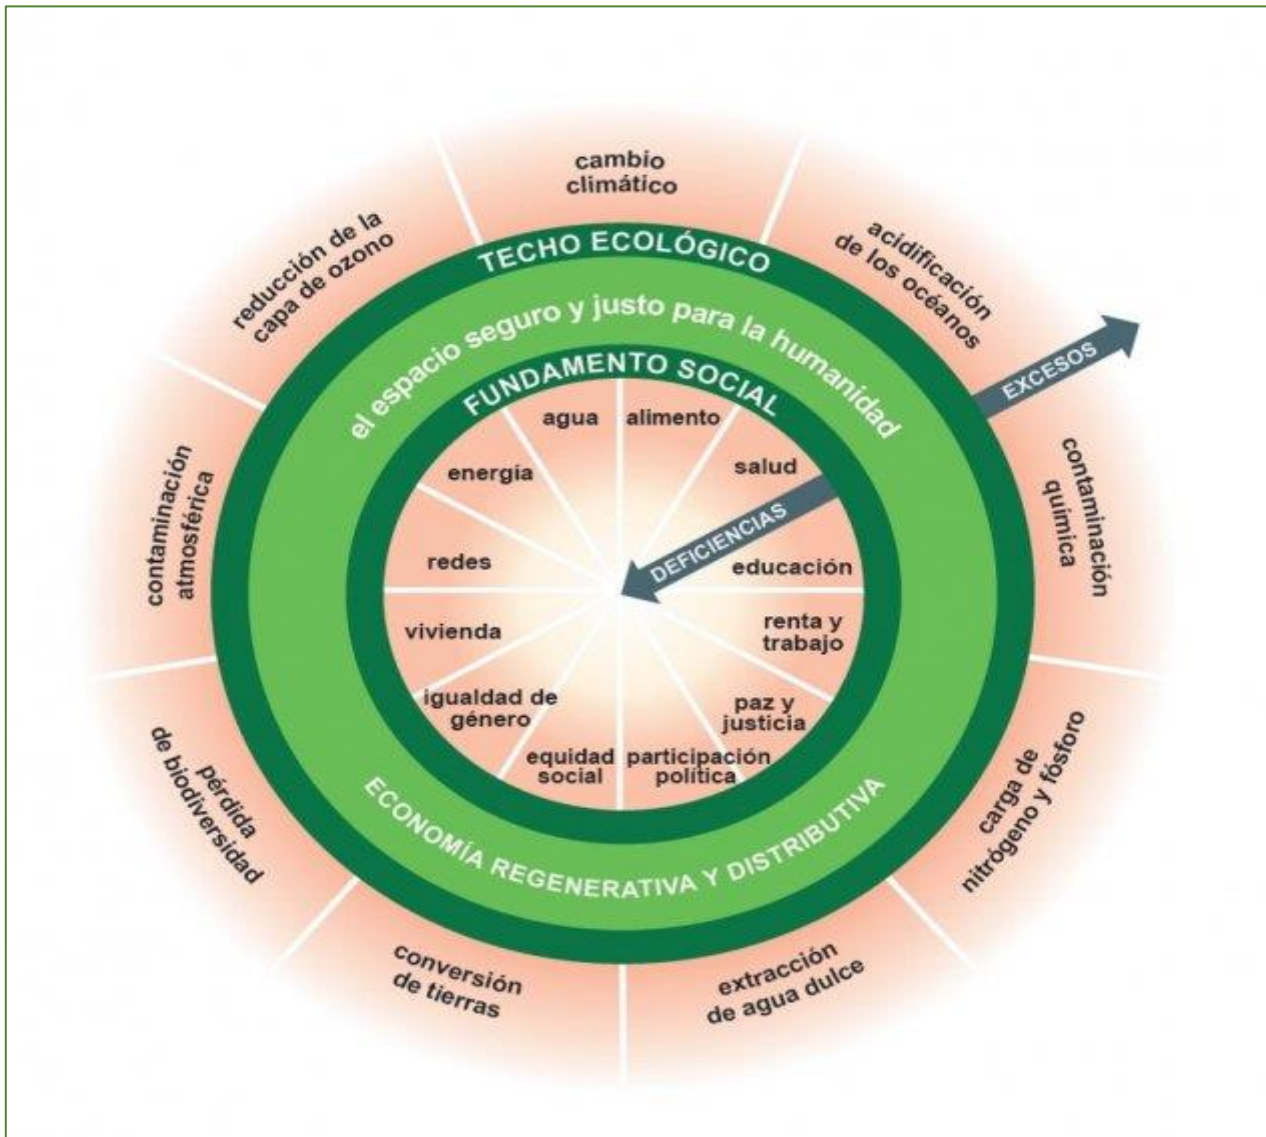 cambio
climático
acidificación
de los océanos
EXCESOS
contaminación
química
carga de
nitrógeno y fósforo
extracción
de agua dulce
conversión
de tierras
pérdida
de biodiversidad
contaminación
atmosférica
reducción de la
capa de ozono
TECHO ECOLÓGICO
el espacio seguro y justo para la humanidad
FUNDAMENTO SOCIAL
agua
alimento
salud
DEFICIENCIAS
educación
renta y
trabajo
paz y
justicia
participación
política
equidad
social
igualdad de
género
vivienda
redes
energía
ECONOMÍA REGENERATIVA Y DISTRIBUTIVA